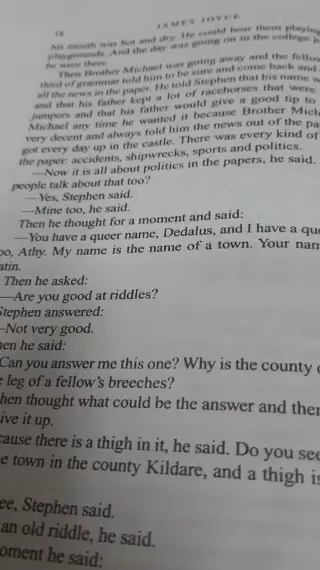 18 JAMES JOYCE
his mouth was hot and dry. He could hear them playing
playgrounds. And the day was going on in the college j
he were there.
Then Brother Michael was going away and the fellow
third of grammar told him to be sure and come back and
all the news in the paper. He told Stephen that his name w
and that his father kept a lot of racehorses that were
jumpers and that his father would give a good tip to
Michael any time he wanted it because Brother Mich
very decent and always told him the news out of the pa
got every day up in the castle. There was every kind of
the paper: accidents, shipwrecks, sports and politics.
—Now it is all about politics in the papers, he said.
people talk about that too?
—Yes, Stephen said.
—Mine too, he said.
Then he thought for a moment and said:
—You have a queer name, Dedalus, and I have a que
oo, Athy. My name is the name of a town. Your nam
atin.
Then he asked:
—Are you good at riddles?
Stephen answered:
—Not very good.
hen he said:
Can you answer me this one? Why is the county
e leg of a fellow's breeches?
hen thought what could be the answer and then
ive it up.
cause there is a thigh in it, he said. Do you see
e town in the county Kildare, and a thigh is
ee, Stephen said.
an old riddle, he said.
oment he said: